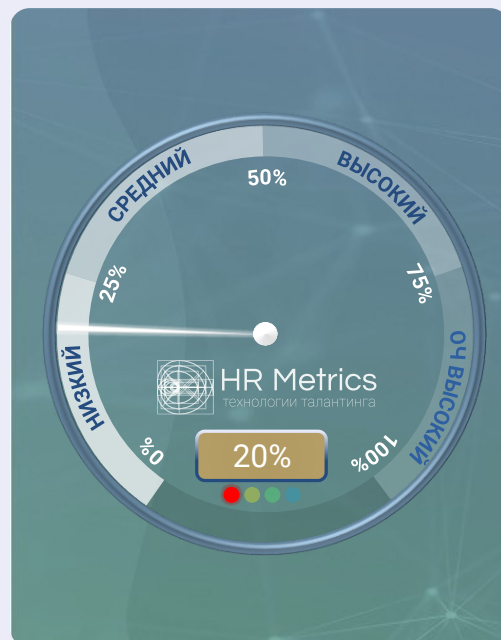 СРЕДНИЙ
ВЫСОКИЙ
50%
25%
75%
НИЗКИЙ
ОЧ ВЫСОКИЙ
HR Metrics
технологии талантинга
0%
100%
20%